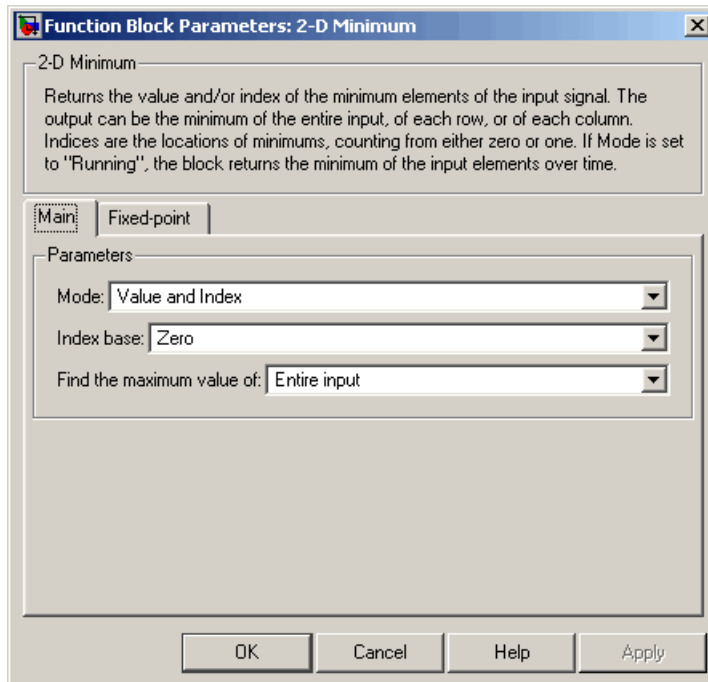 Function Block Parameters: 2-D Minimum
2-D Minimum
Returns the value and/or index of the minimum elements of the input signal. The
output can be the minimum of the entire input, of each row, or of each column.
Indices are the locations of minimums, counting from either zero or one. If Mode is set
to "Running", the block returns the minimum of the input elements over time.
Main Fixed-point
Parameters
Mode: Value and Index
Index base: Zero
Find the maximum value of: Entire input
OK Cancel Help Apply